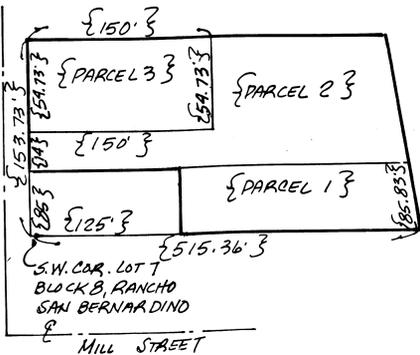 {150'}
{153.73'}
{54.73'}
{PARCEL 3}
{54.73'}
{PARCEL 2}
{14}
{150'}
{85}
{125'}
{PARCEL 1}
{85.83'}
{515.36'}
S.W. COR. LOT 7
BLOCK 8, RANCHO
SAN BERNARDINO
℄
MILL STREET